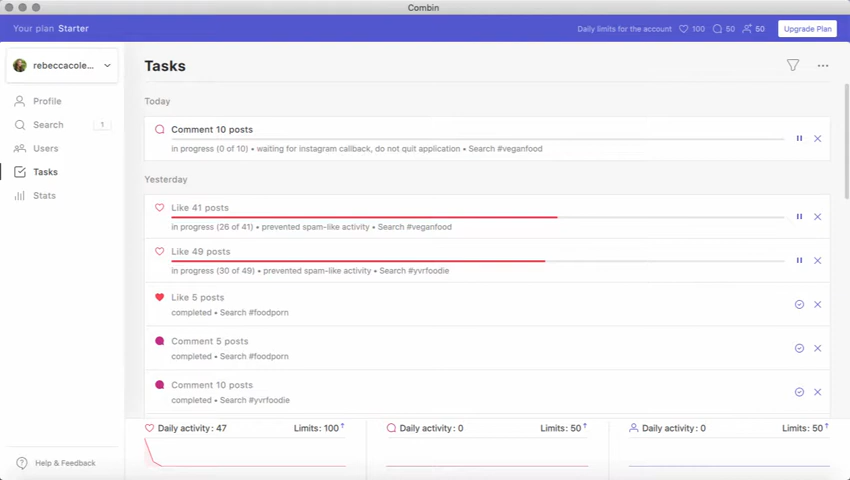 Combin
Your plan Starter
Daily limits for the account 100 50 50 Upgrade Plan
rebeccacole...
Tasks
Profile
Search 1
Users
Tasks
Stats
Today
Comment 10 posts
in progress (0 of 10) • waiting for instagram callback, do not quit application • Search #veganfood
Yesterday
Like 41 posts
in progress (26 of 41) • prevented spam-like activity • Search #veganfood
Like 49 posts
in progress (30 of 49) • prevented spam-like activity • Search #yvrfoodie
Like 5 posts
completed • Search #foodporn
Comment 5 posts
completed • Search #foodporn
Comment 10 posts
completed • Search #yvrfoodie
Daily activity: 47 Limits: 100
Daily activity: 0 Limits: 50
Daily activity: 0 Limits: 50
Help & Feedback